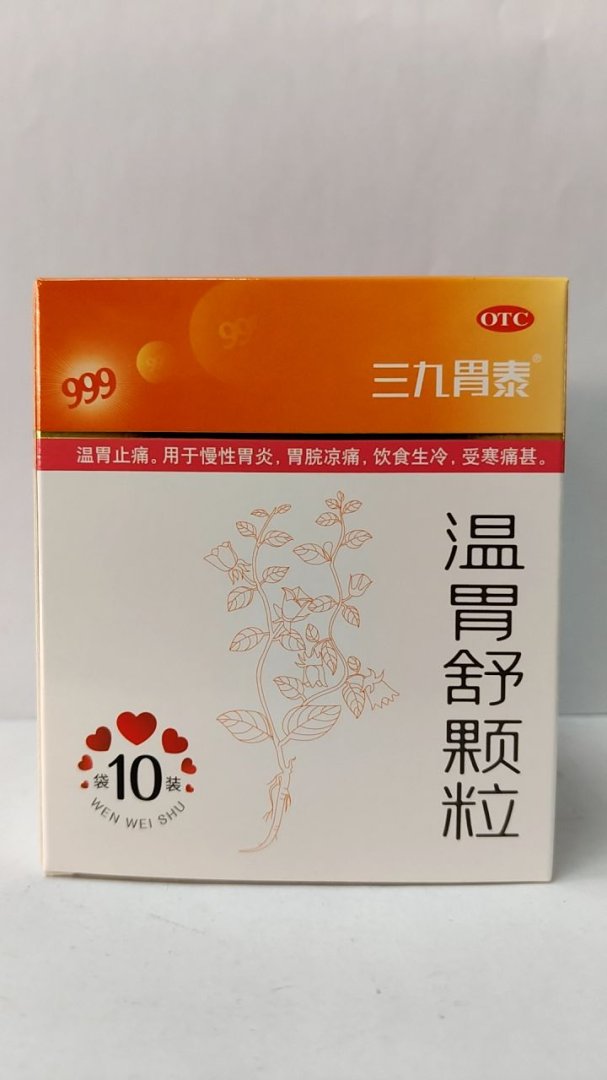 999
999
OTC
三九胃泰®
温胃止痛。用于慢性胃炎,胃脘凉痛,饮食生冷,受寒痛甚。
温胃舒颗粒
10袋装
WEN WEI SHU